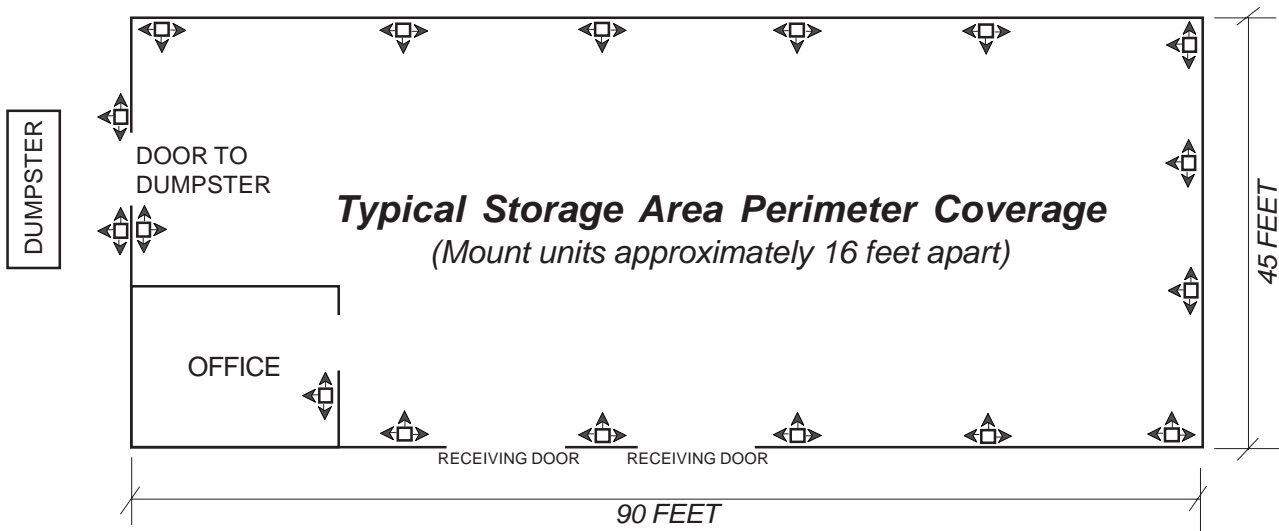 DUMPSTER
DOOR TO
DUMPSTER
Typical Storage Area Perimeter Coverage
(Mount units approximately 16 feet apart)
45 FEET
OFFICE
RECEIVING DOOR
RECEIVING DOOR
90 FEET